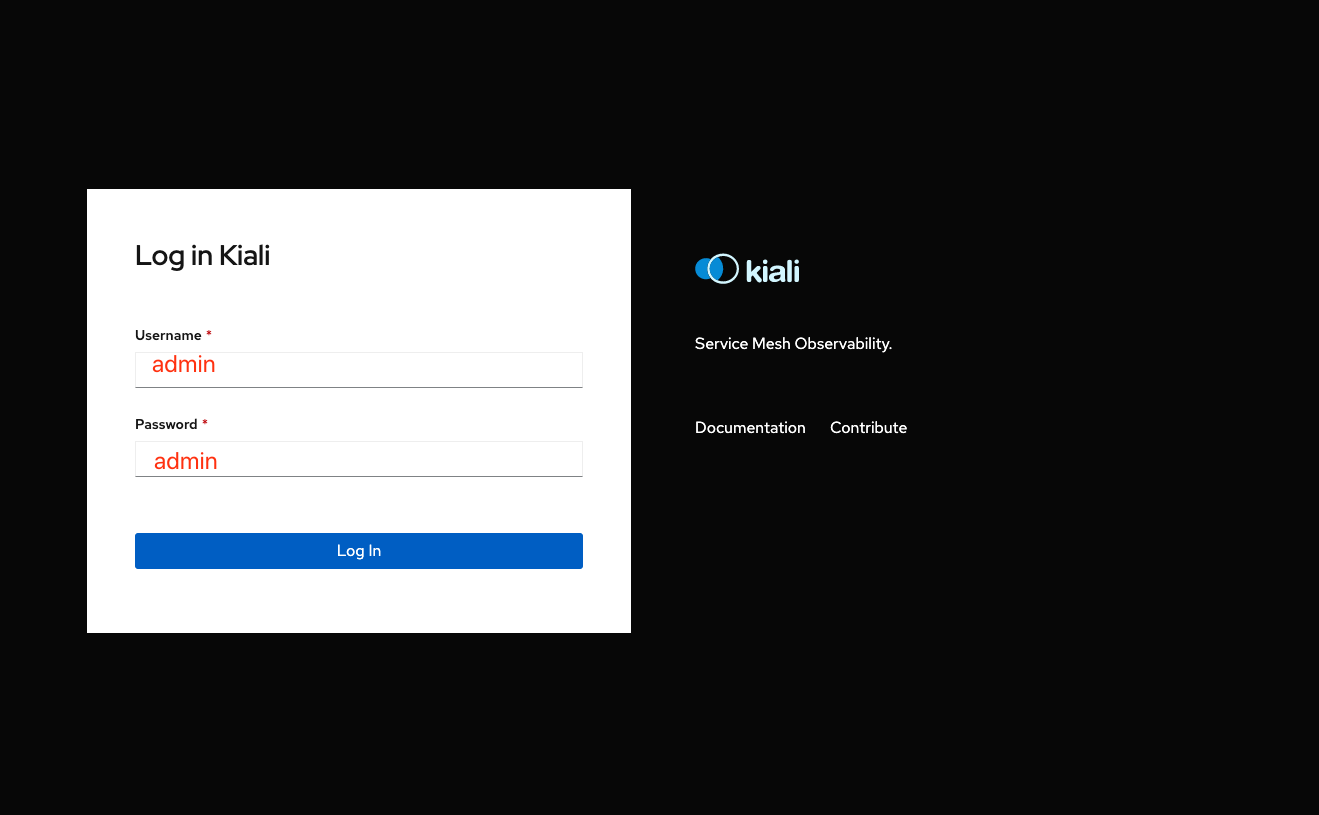 Log in Kiali
Username *
admin
Password *
admin
Log In
kiali
Service Mesh Observability.
Documentation Contribute